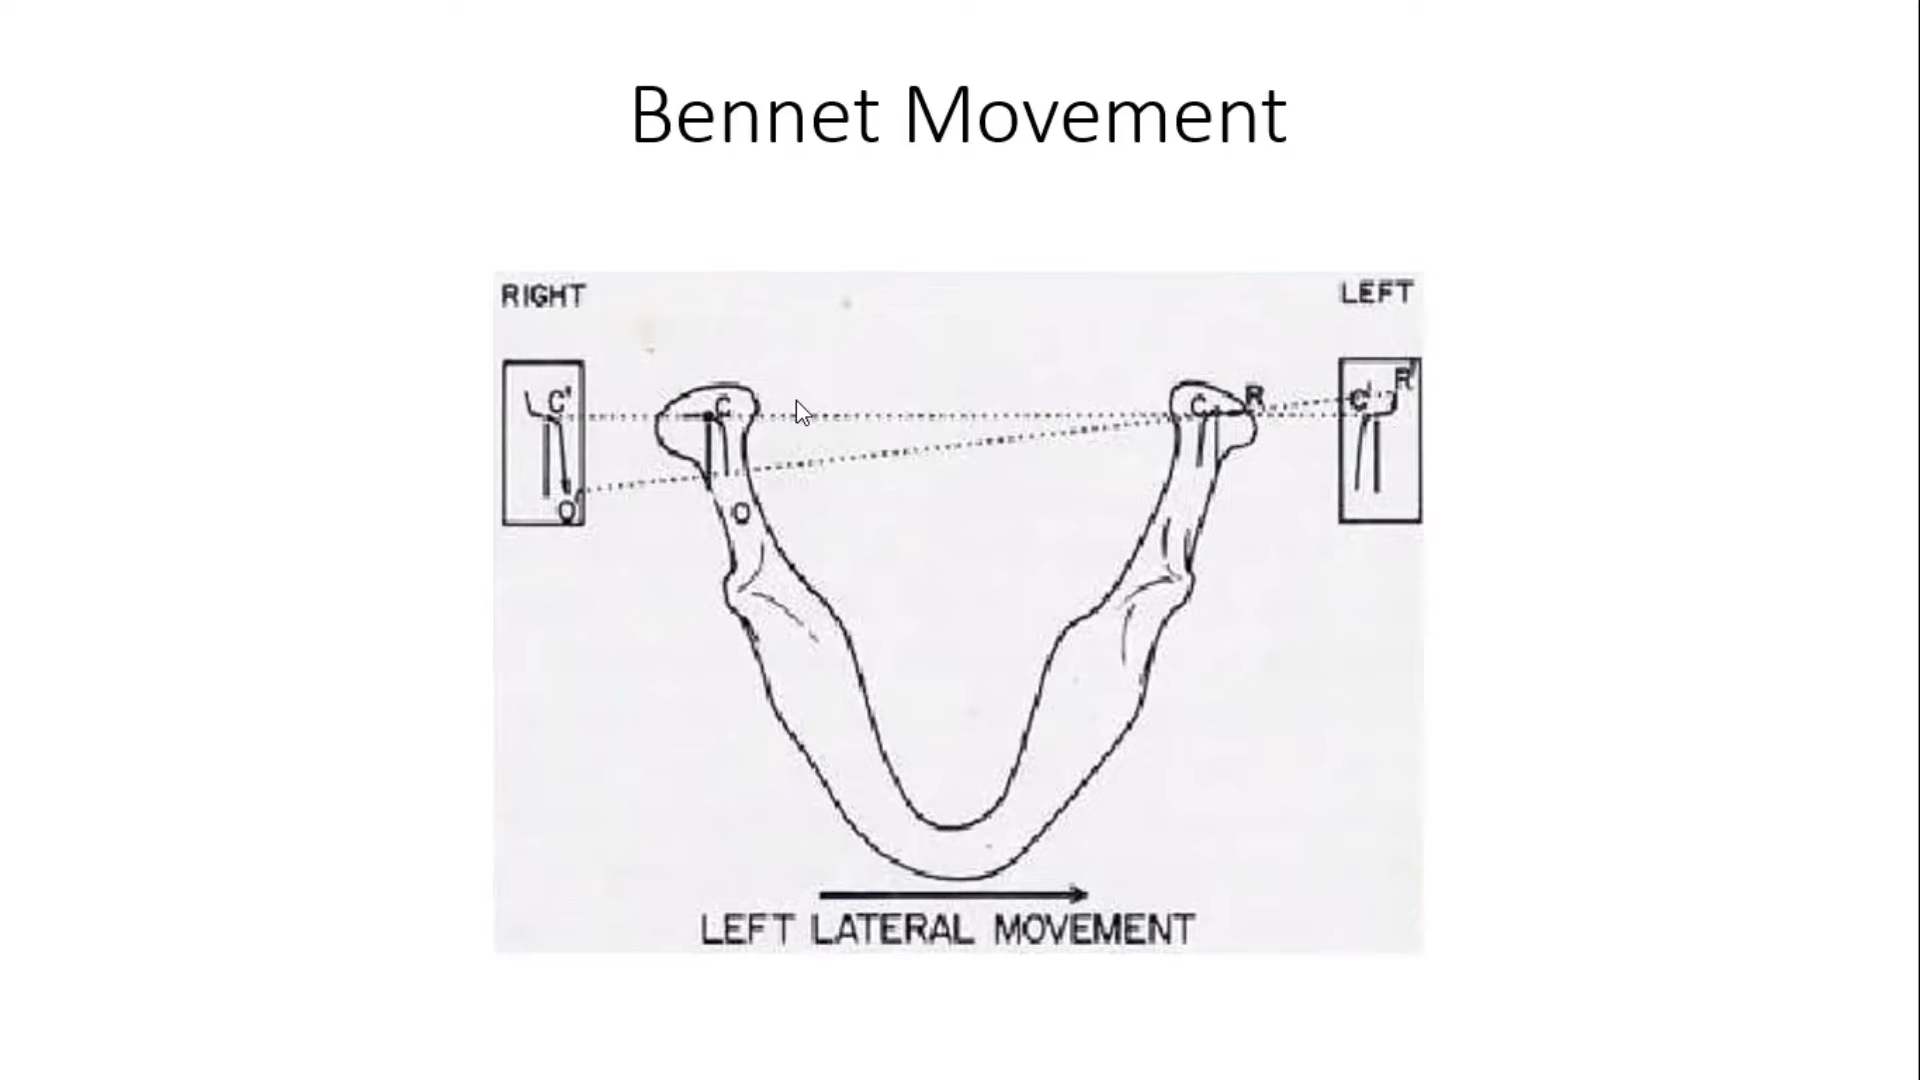 Bennet Movement
RIGHT
LEFT
C'
C
C
R
C'
R'
O'
O
LEFT LATERAL MOVEMENT